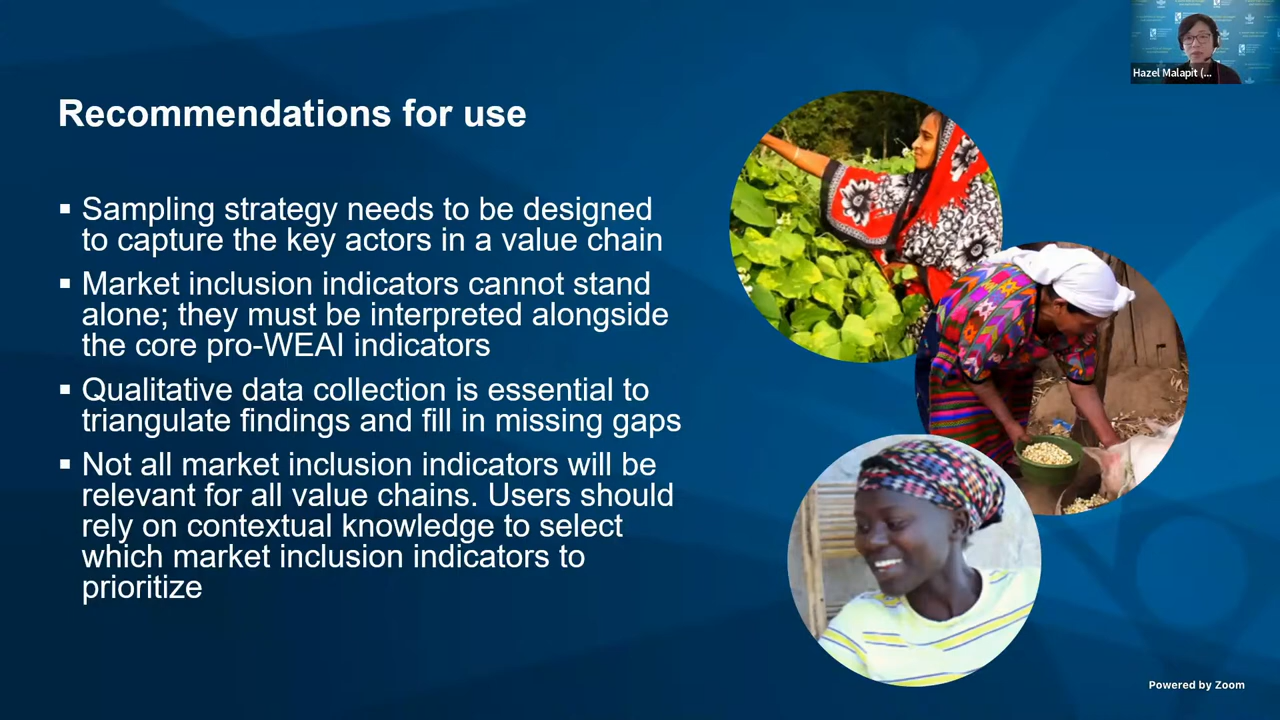 Hazel Malapit (...
Recommendations for use
▪ Sampling strategy needs to be designed
to capture the key actors in a value chain
▪ Market inclusion indicators cannot stand
alone; they must be interpreted alongside
the core pro-WEAI indicators
▪ Qualitative data collection is essential to
triangulate findings and fill in missing gaps
▪ Not all market inclusion indicators will be
relevant for all value chains. Users should
rely on contextual knowledge to select
which market inclusion indicators to
prioritize
Powered by Zoom